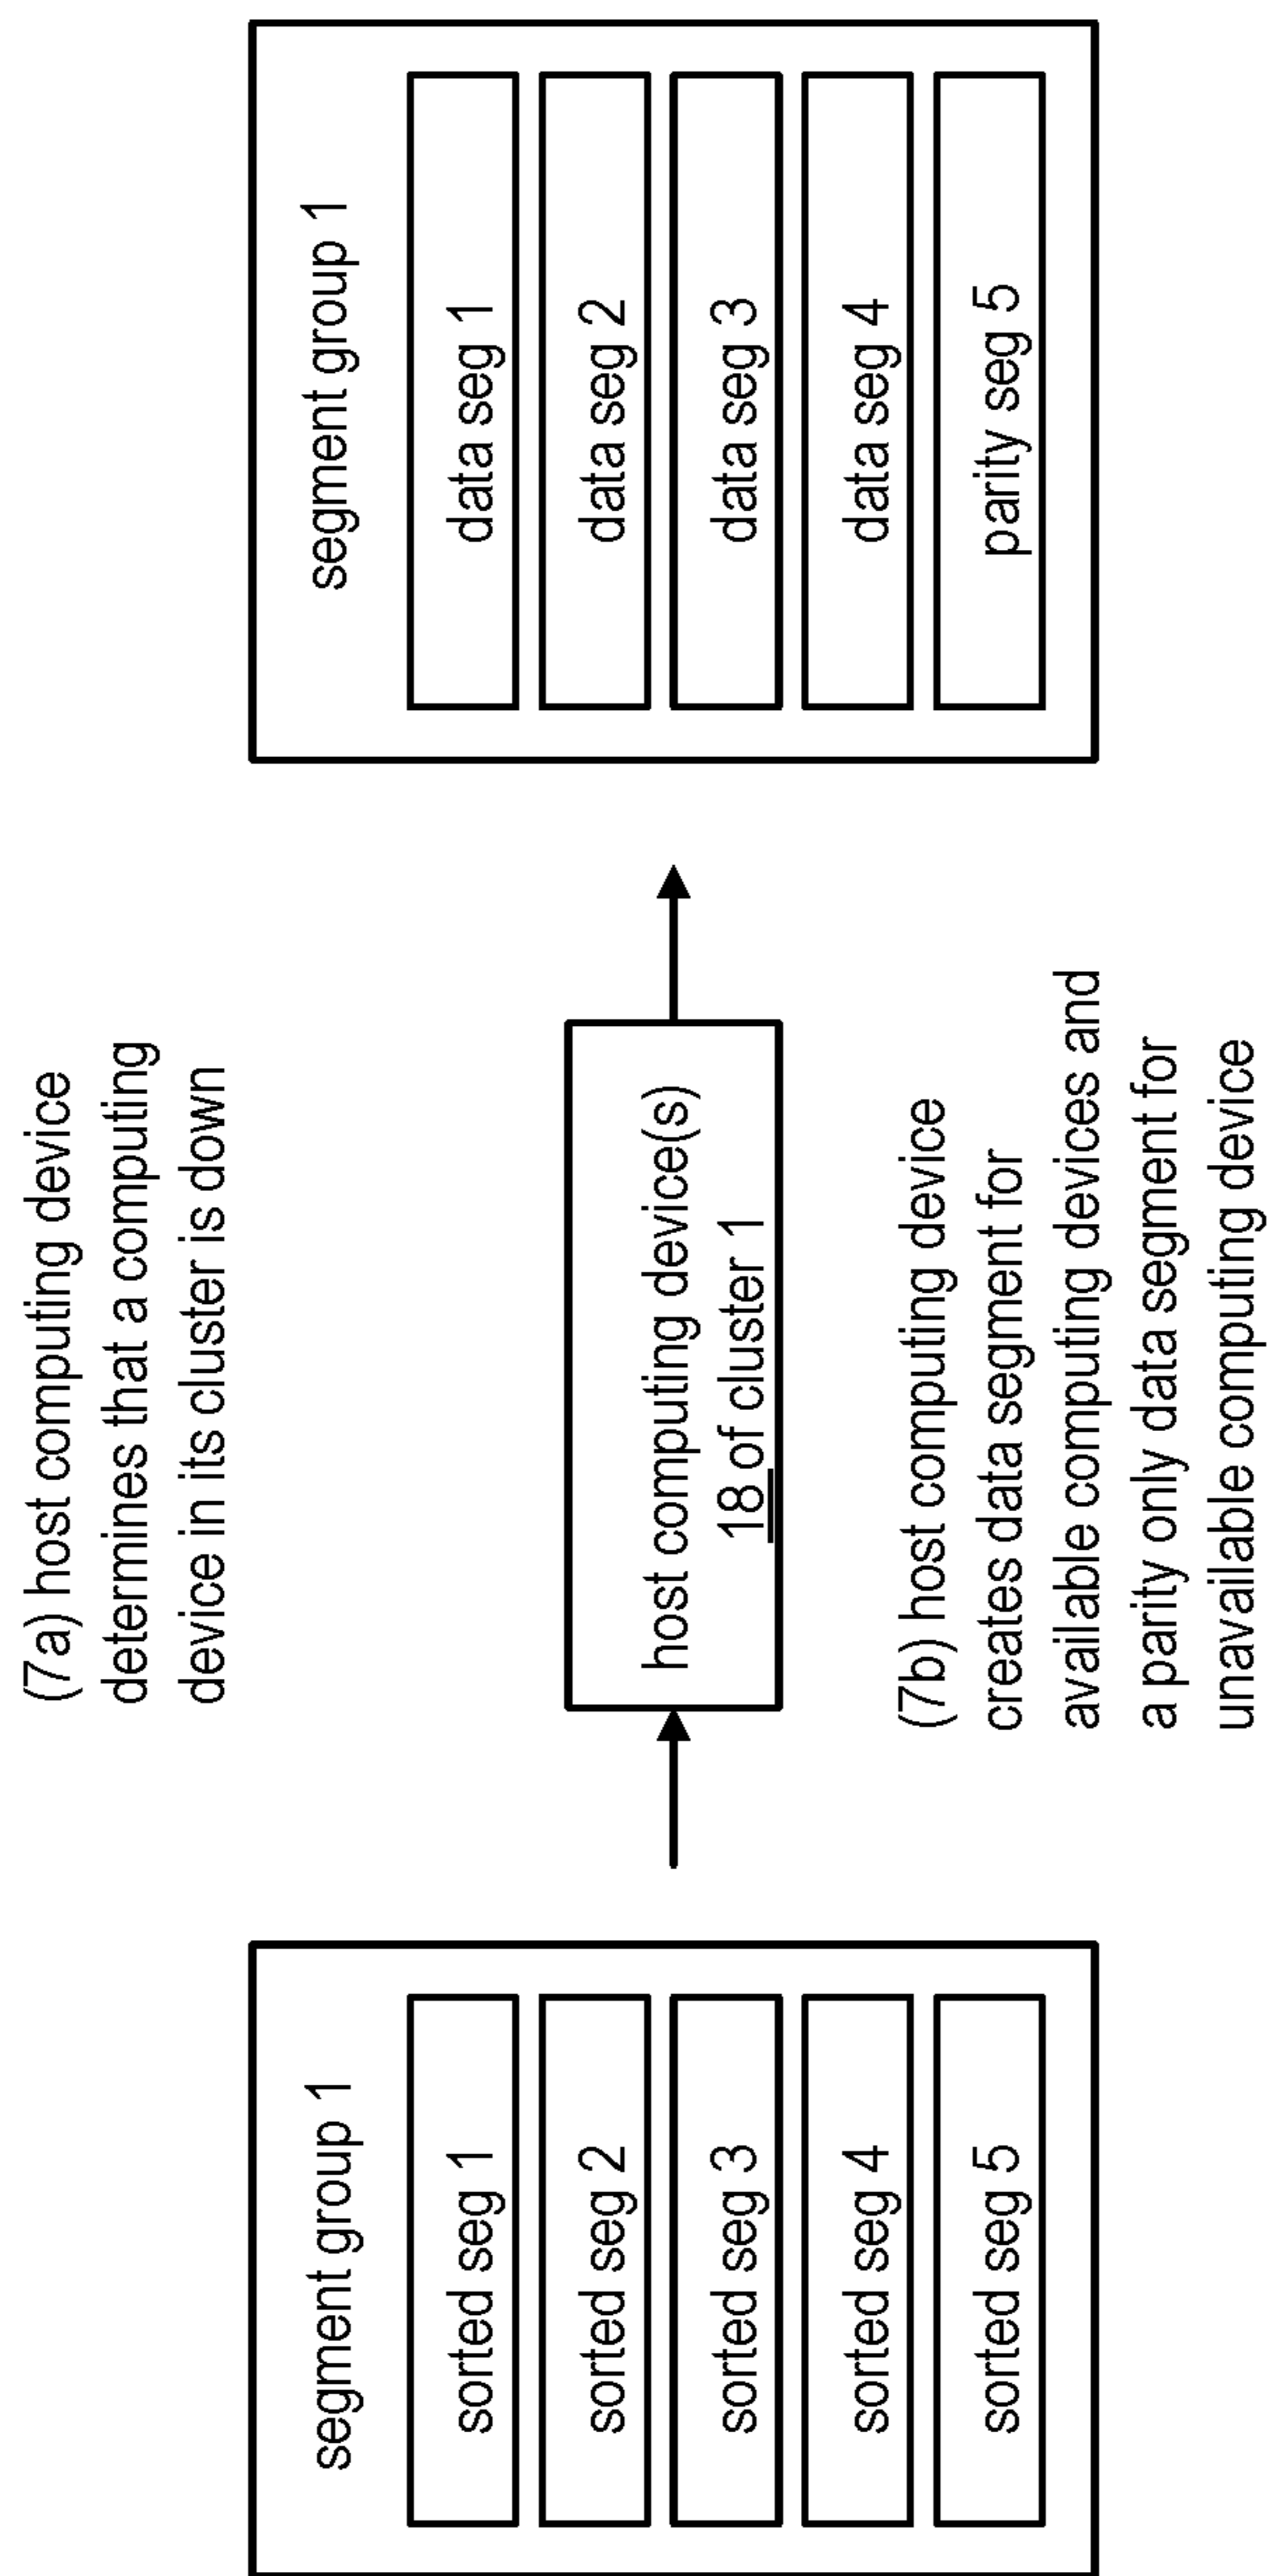 segment group 1
sorted seg 1
sorted seg 2
sorted seg 3
sorted seg 4
sorted seg 5
(7a) host computing device
determines that a computing
device in its cluster is down
host computing device(s)
18 of cluster 1
(7b) host computing device
creates data segment for
available computing devices and
a parity only data segment for
unavailable computing device
segment group 1
data seg 1
data seg 2
data seg 3
data seg 4
parity seg 5